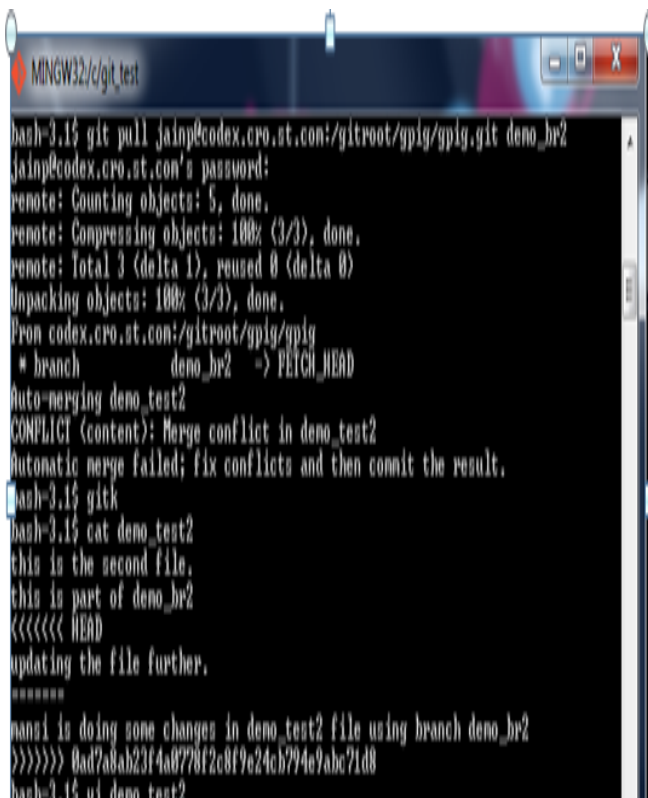 MINGW32:/c/git_test
bash-3.1$ git pull jainp@codex.cro.st.com:/gitroot/gpig/gpig.git demo_br2
jainp@codex.cro.st.com's password:
remote: Counting objects: 5, done.
remote: Compressing objects: 100% (3/3), done.
remote: Total 3 (delta 1), reused 0 (delta 0)
Unpacking objects: 100% (3/3), done.
From codex.cro.st.com:/gitroot/gpig/gpig
* branch demo_br2 -> FETCH_HEAD
Auto-merging demo_test2
CONFLICT (content): Merge conflict in demo_test2
Automatic merge failed; fix conflicts and then commit the result.
bash-3.1$ gitk
bash-3.1$ cat demo_test2
this is the second file.
this is part of demo_br2
<<<<<<< HEAD
updating the file further.
=======
mansi is doing some changes in demo_test2 file using branch demo_br2
>>>>>>> 0ad7a8ab23f4a0778f2c8f9e24cb794e9abc71d8
bash-3.1$ vi demo_test2